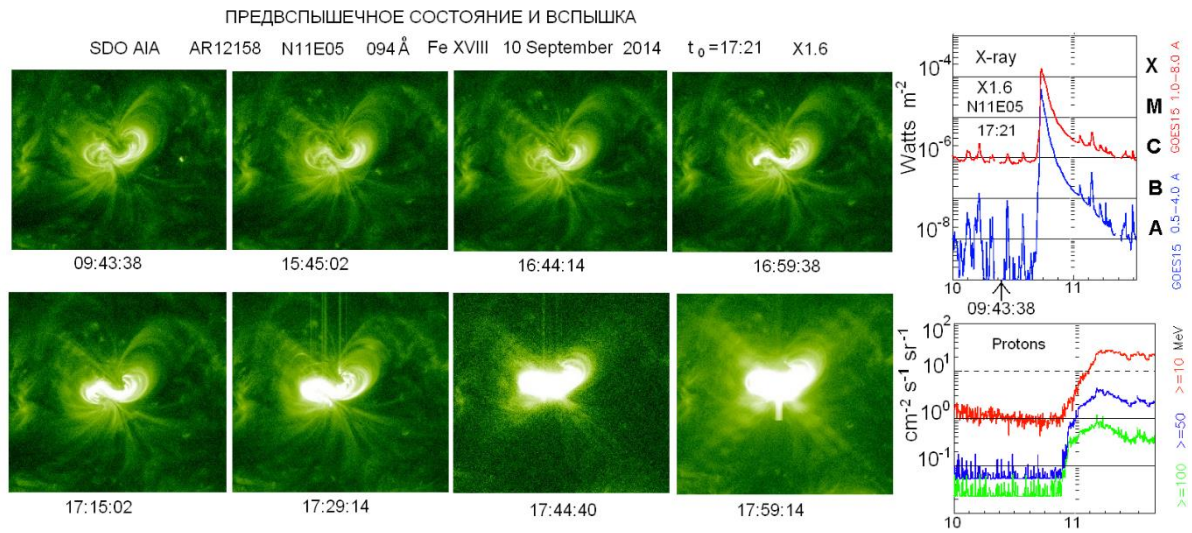 ПРЕДВСПЫШЕЧНОЕ СОСТОЯНИЕ И ВСПЫШКА
SDO AIA AR12158 N11E05 094 Å Fe XVIII 10 September 2014 t₀=17:21 X1.6
09:43:38 15:45:02 16:44:14 16:59:38
17:15:02 17:29:14 17:44:40 17:59:14
Watts m⁻²
10⁻⁴
10⁻⁶
10⁻⁸
X-ray
X1.6
N11E05
17:21
X
M
C
B
A
GOES15 1.0–8.0 A
GOES15 0.5–4.0 A
10 11
09:43:38
cm⁻² s⁻¹ sr⁻¹
10²
10¹
10⁰
10⁻¹
Protons
>=10 MeV
>=50
>=100
10 11